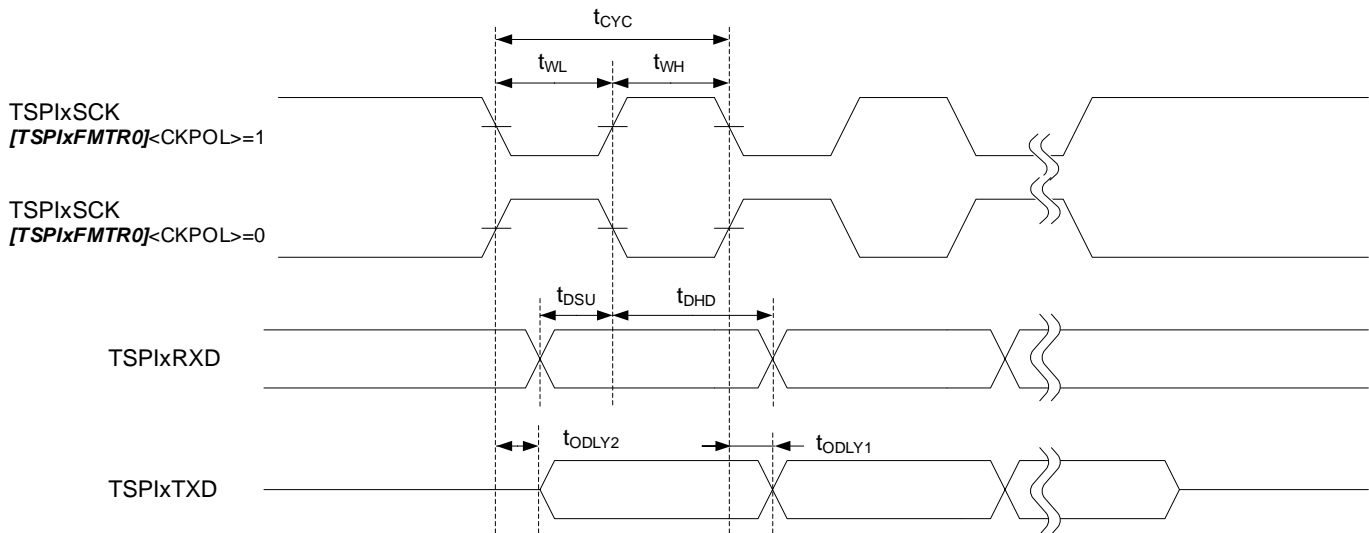 tCYC
tWL
tWH
TSPIxSCK
[TSPIxFMTR0]<CKPOL>=1
TSPIxSCK
[TSPIxFMTR0]<CKPOL>=0
tDSU
tDHD
TSPIxRXD
tODLY2
tODLY1
TSPIxTXD